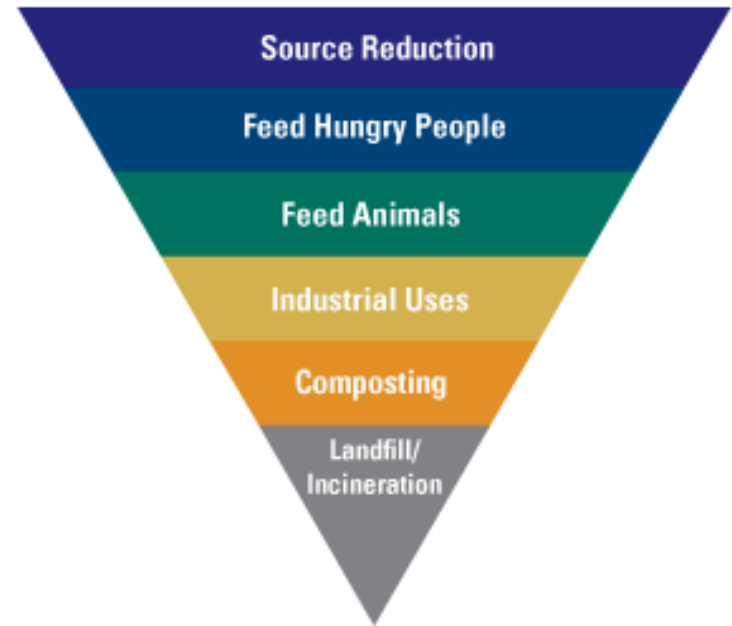 Source Reduction
Feed Hungry People
Feed Animals
Industrial Uses
Composting
Landfill/
Incineration